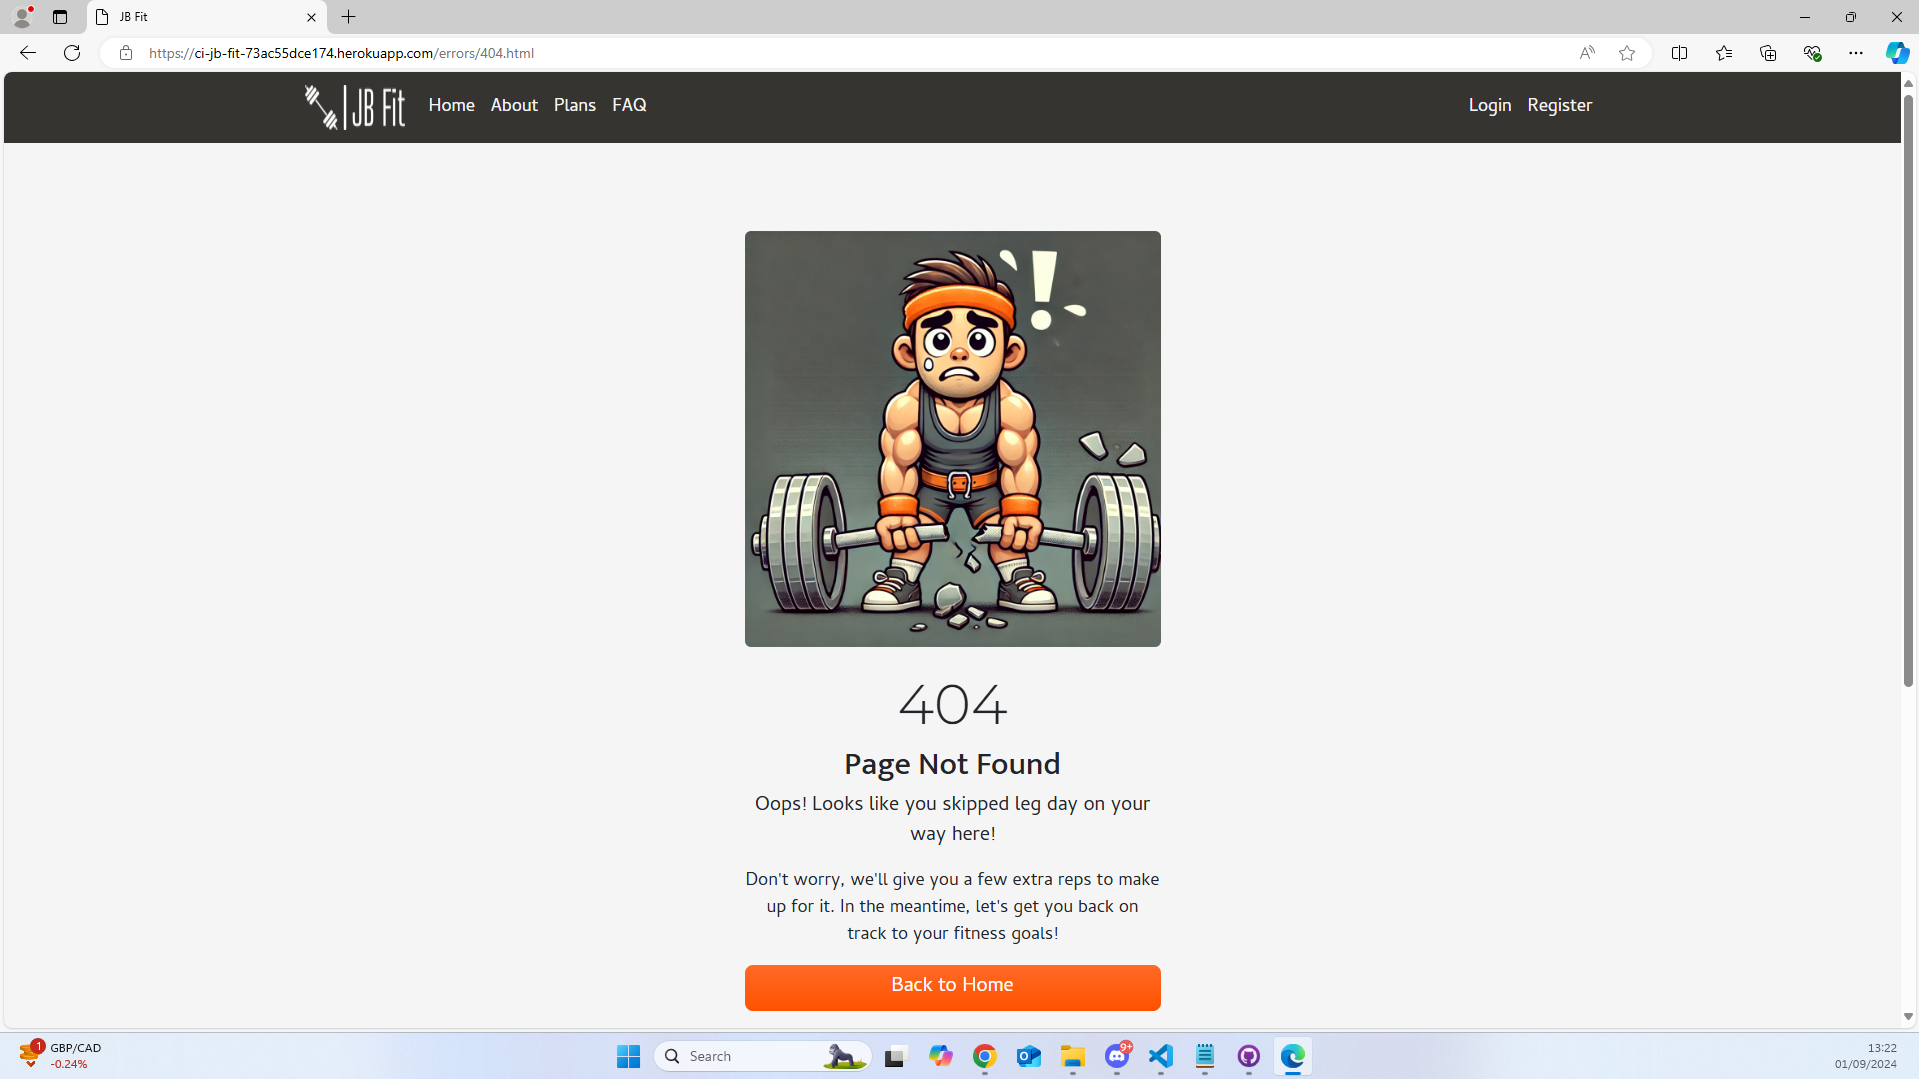 JB Fit
https://ci-jb-fit-73ac55dce174.herokuapp.com/errors/404.html
JB Fit
Home About Plans FAQ
Login Register
!
404
Page Not Found
Oops! Looks like you skipped leg day on your
way here!
Don't worry, we'll give you a few extra reps to make
up for it. In the meantime, let's get you back on
track to your fitness goals!
Back to Home
1
GBP/CAD
-0.24%
Search
9+
13:22
01/09/2024